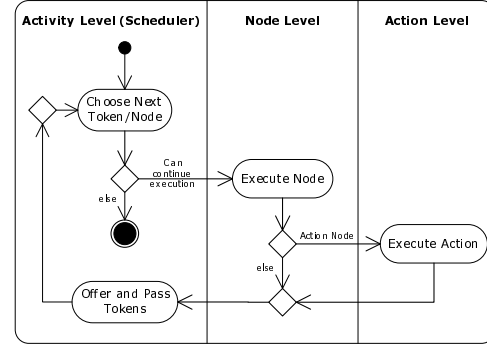 Activity Level (Scheduler)
Node Level
Action Level
Choose Next
Token/Node
Can
continue
execution
else
Execute Node
Action Node
Execute Action
else
Offer and Pass
Tokens